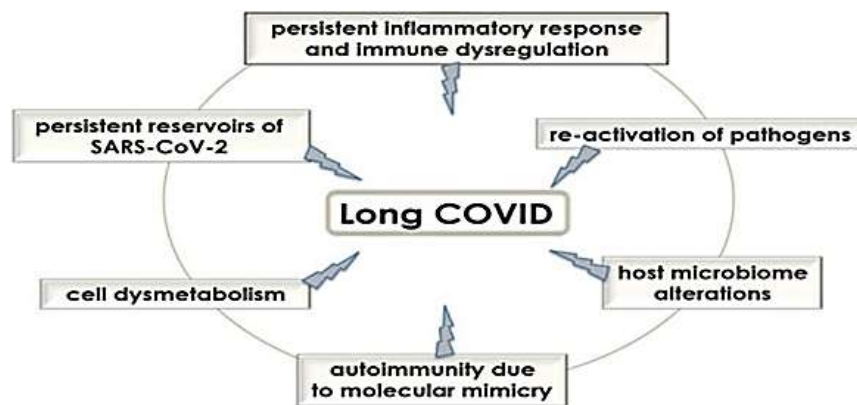 persistent inflammatory response
and immune dysregulation
persistent reservoirs of
SARS-CoV-2
re-activation of pathogens
Long COVID
cell dysmetabolism
host microbiome
alterations
autoimmunity due
to molecular mimicry